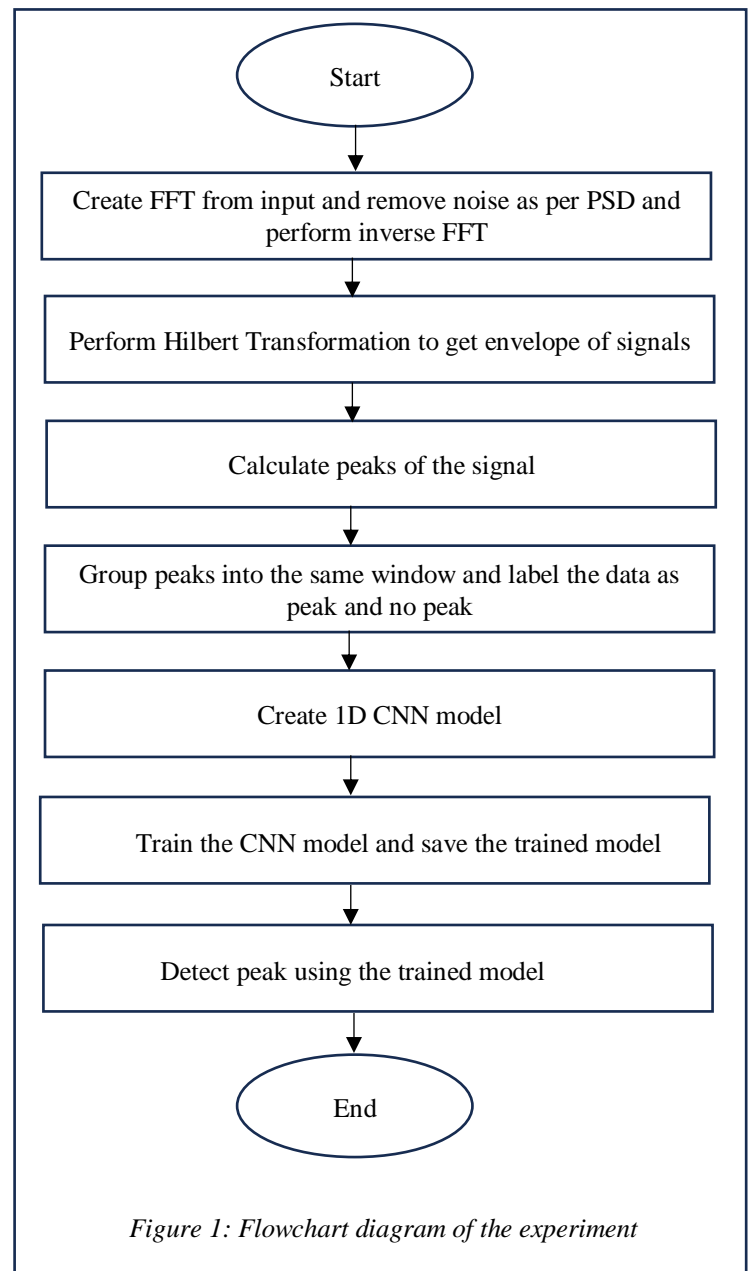 Start
Create FFT from input and remove noise as per PSD and
perform inverse FFT
Perform Hilbert Transformation to get envelope of signals
Calculate peaks of the signal
Group peaks into the same window and label the data as
peak and no peak
Create 1D CNN model
Train the CNN model and save the trained model
Detect peak using the trained model
End
Figure 1: Flowchart diagram of the experiment